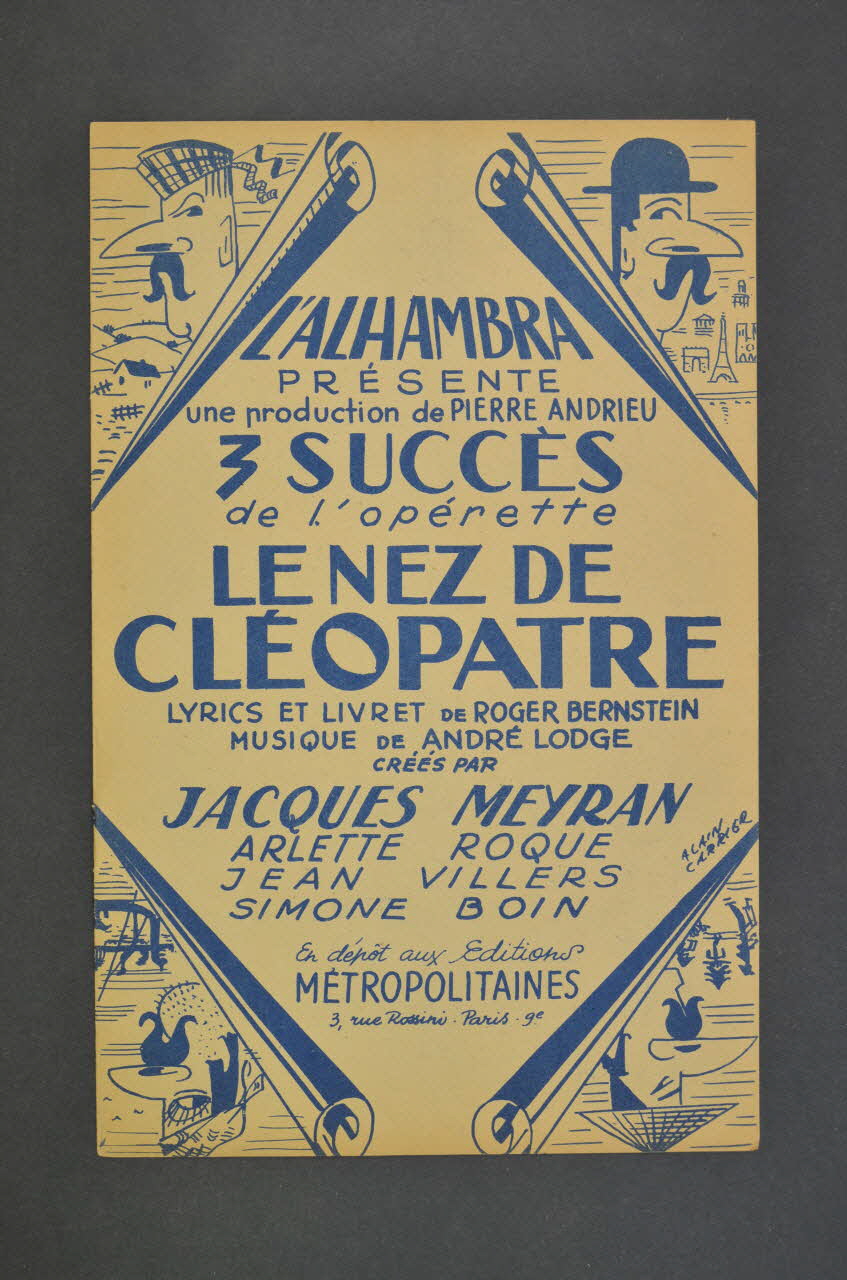 L'ALHAMBRA
PRÉSENTE
une production de PIERRE ANDRIEU
3 SUCCÈS
de l'opérette
LE NEZ DE
CLÉOPATRE
LYRICS ET LIVRET DE ROGER BERNSTEIN
MUSIQUE DE ANDRÉ LODGE
CRÉÉS PAR
JACQUES MEYRAN
ARLETTE ROQUE
JEAN VILLERS
SIMONE BOIN
ALAIN
CARRIER
En dépôt aux Editions
MÉTROPOLITAINES
3, rue Rossini . Paris . 9e